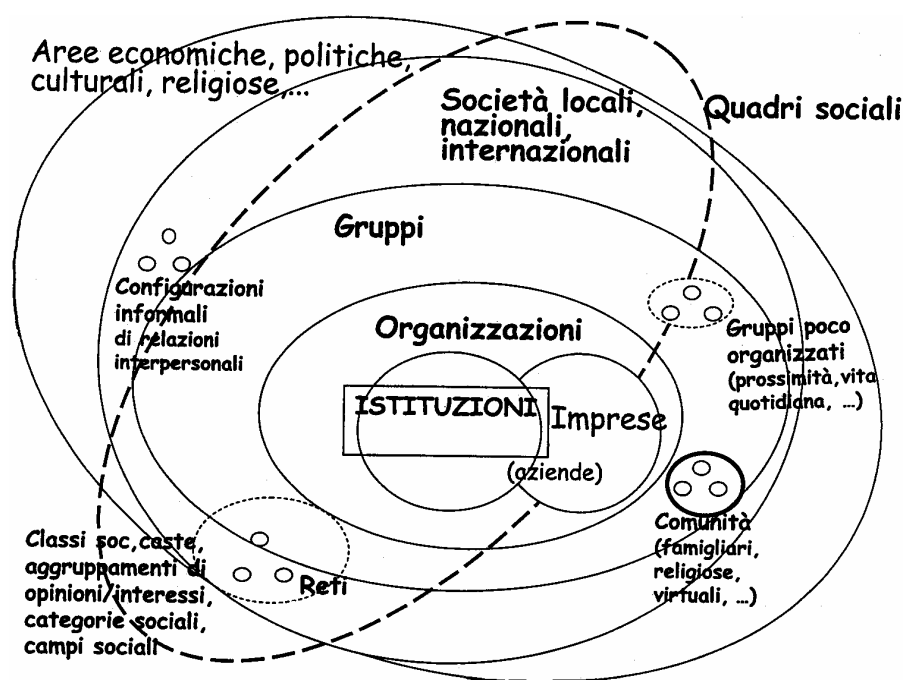 Aree economiche, politiche,
culturali, religiose,...
Società locali,
nazionali,
internazionali
Quadri sociali
Gruppi
Configurazioni
informali
di relazioni
interpersonali
Organizzazioni
Gruppi poco
organizzati
(prossimità, vita
quotidiana, ...)
ISTITUZIONI
Imprese
(aziende)
Comunità
(famigliari,
religiose,
virtuali, ...)
Classi soc, caste,
aggruppamenti di
opinioni/interessi,
categorie sociali,
campi sociali
Reti